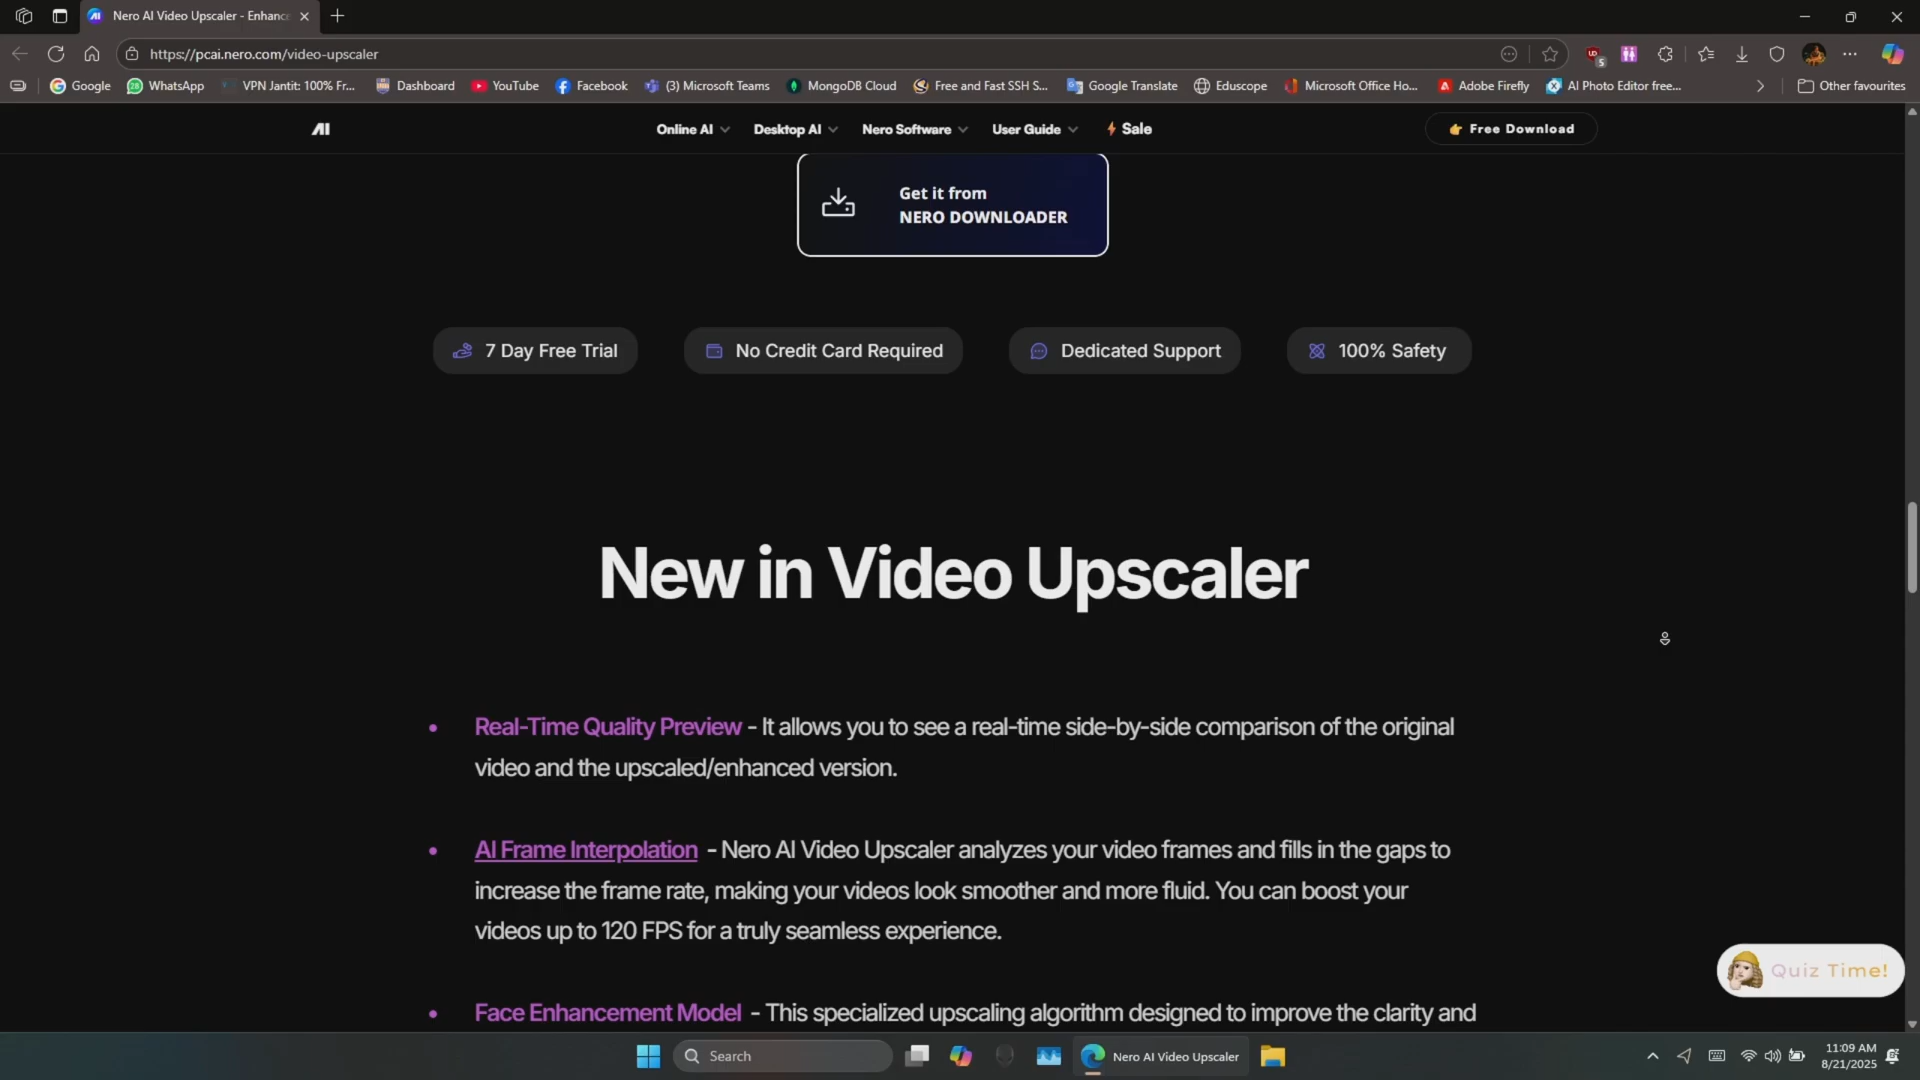 Nero AI Video Upscaler - Enhance
https://pcai.nero.com/video-upscaler
5
Google
WhatsApp
VPN Jantit: 100% Fr...
Dashboard
YouTube
Facebook
(3) Microsoft Teams
MongoDB Cloud
Free and Fast SSH S...
Google Translate
Eduscope
Microsoft Office Ho...
Adobe Firefly
AI Photo Editor free...
Other favourites
AI
Online AI
Desktop AI
Nero Software
User Guide
Sale
Free Download
Get it from
NERO DOWNLOADER
7 Day Free Trial
No Credit Card Required
Dedicated Support
100% Safety
New in Video Upscaler
Real-Time Quality Preview - It allows you to see a real-time side-by-side comparison of the original
video and the upscaled/enhanced version.
AI Frame Interpolation - Nero AI Video Upscaler analyzes your video frames and fills in the gaps to
increase the frame rate, making your videos look smoother and more fluid. You can boost your
videos up to 120 FPS for a truly seamless experience.
Quiz Time!
Face Enhancement Model - This specialized upscaling algorithm designed to improve the clarity and
Search
Nero AI Video Upscaler
11:09 AM
8/21/2025